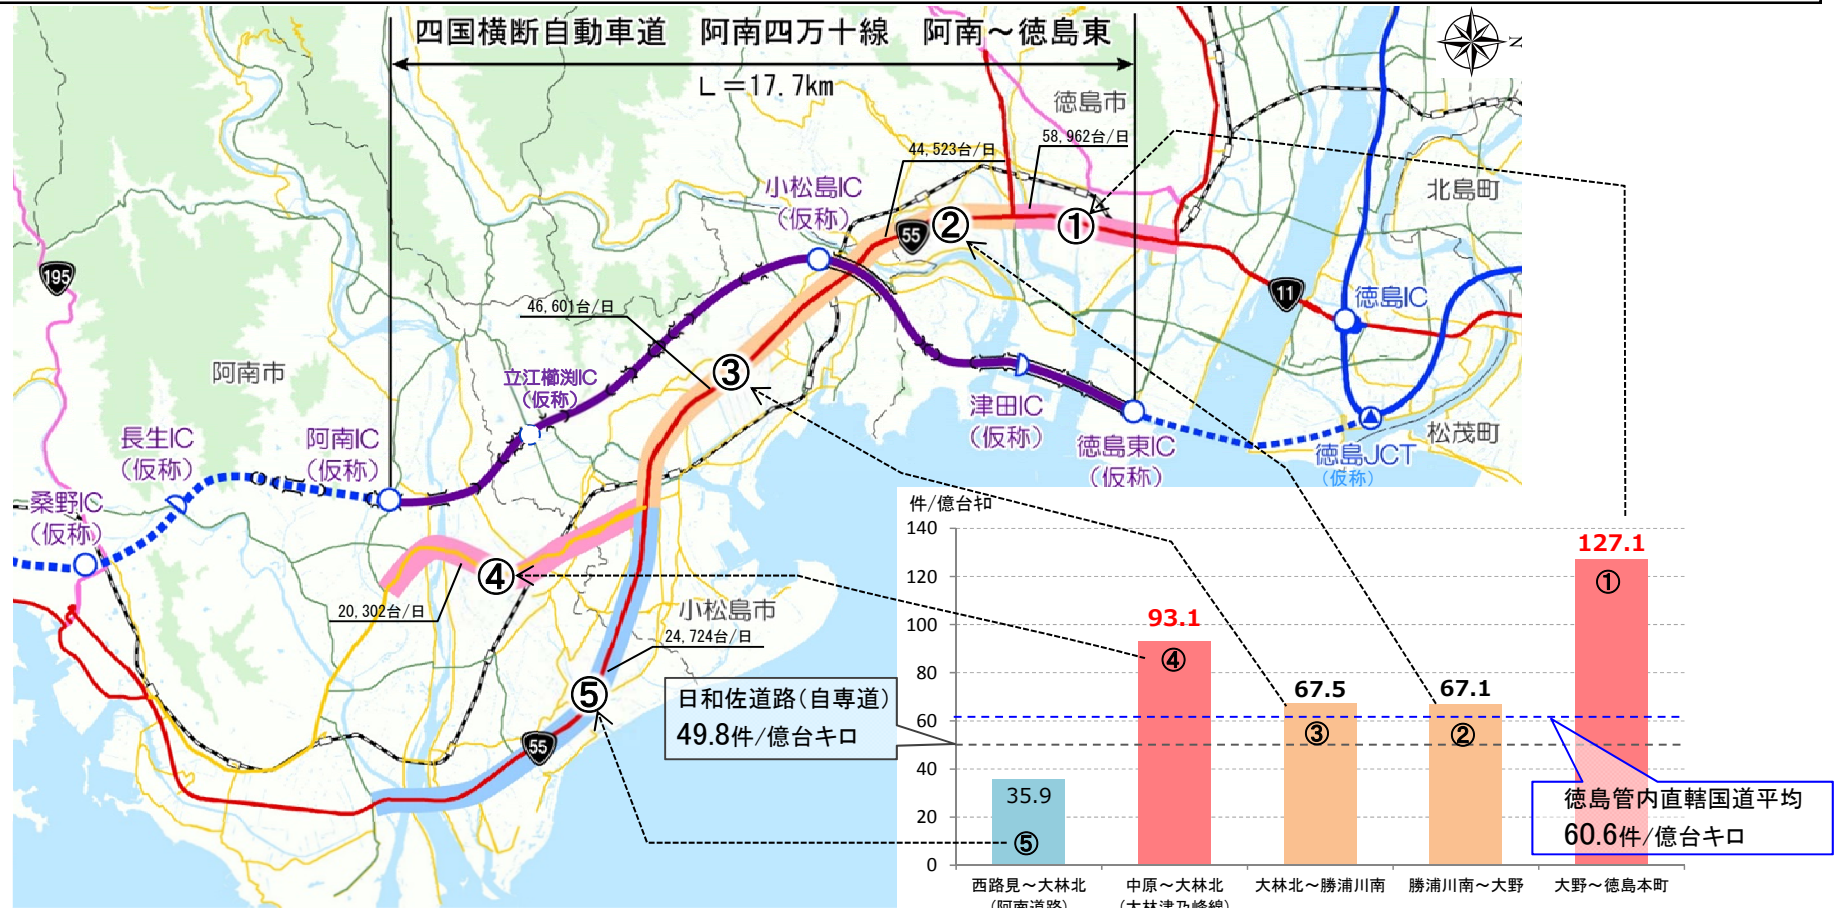 四国横断自動車道　阿南四万十線　阿南～徳島東
L＝17.7km
N
徳島市
58,962台/日
44,523台/日
小松島IC
(仮称)
北島町
②
①
55
195
11
徳島IC
46,601台/日
阿南市
③
立江櫛渕IC
(仮称)
津田IC
(仮称)
徳島東IC
(仮称)
松茂町
徳島JCT
(仮称)
長生IC
(仮称)
阿南IC
(仮称)
桑野IC
(仮称)
④
20,302台/日
小松島市
24,724台/日
⑤
55
日和佐道路(自専道)
49.8件/億台キロ
件/億台ｷﾛ
140
120
100
80
60
40
20
0
127.1
①
93.1
④
67.5
③
67.1
②
35.9
⑤
徳島管内直轄国道平均
60.6件/億台キロ
西路見～大林北
(阿南道路)
中原～大林北
(大林津乃峰線)
大林北～勝浦川南
勝浦川南～大野
大野～徳島本町